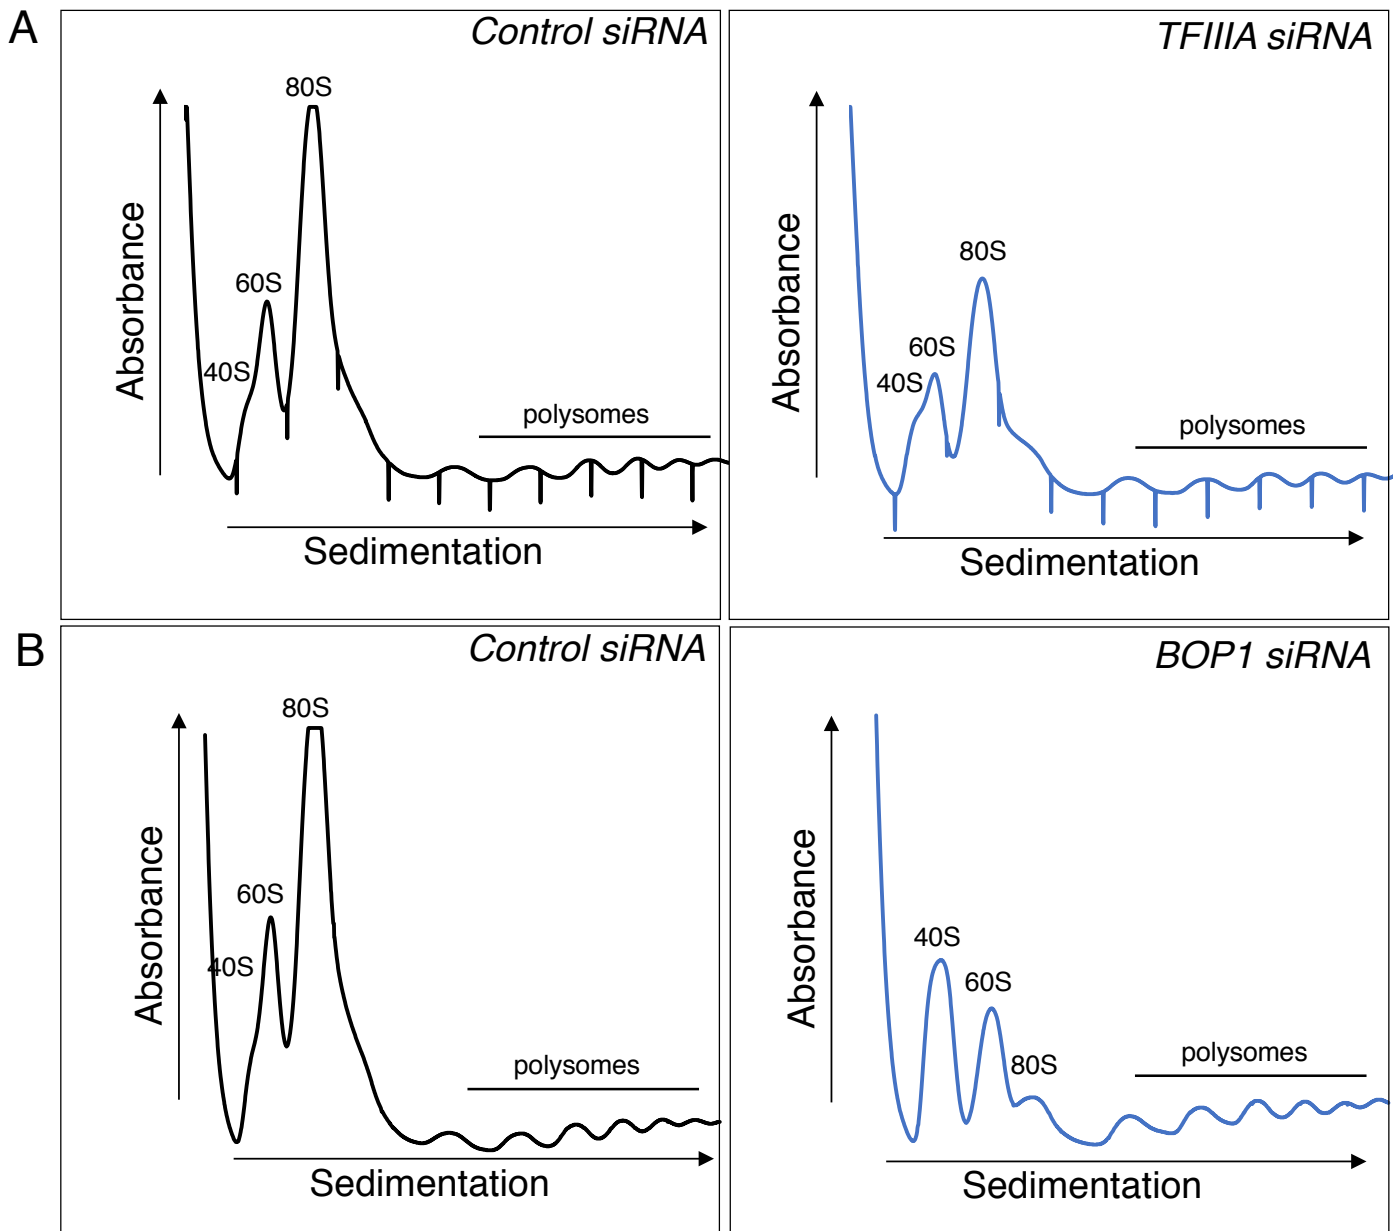 A
Control siRNA
80S
60S
40S
Absorbance
polysomes
Sedimentation
TFIIIA siRNA
80S
60S
40S
Absorbance
polysomes
Sedimentation
B
Control siRNA
80S
60S
40S
Absorbance
polysomes
Sedimentation
BOP1 siRNA
40S
60S
80S
Absorbance
polysomes
Sedimentation